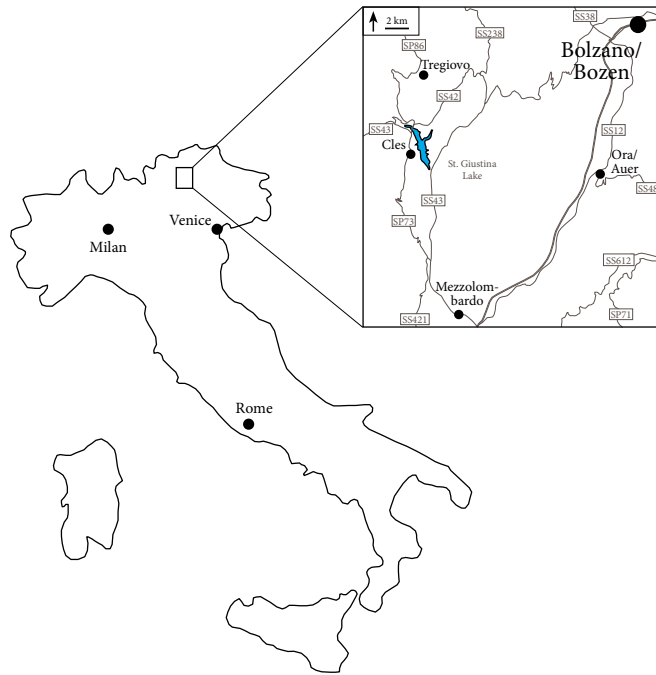 2 km
SS38
SS238
SP86
Bolzano/
Bozen
Tregiovo
SS42
SS43
SS12
Cles
St. Giustina
Lake
Ora/
Auer
SS48
SS43
SP73
SS612
Mezzolom-
bardo
SS421
SP71
Venice
Milan
Rome